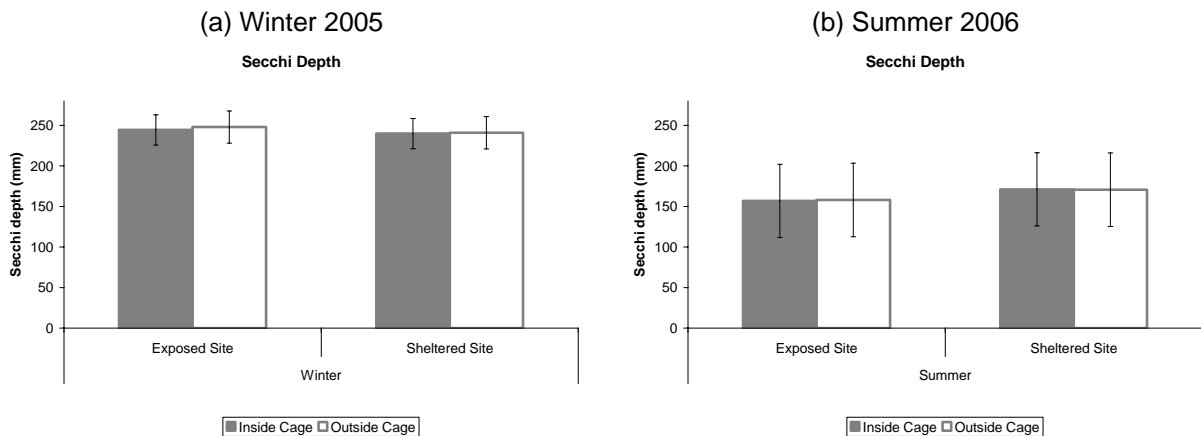 (a) Winter 2005
Secchi Depth
Secchi depth (mm)
250
200
150
100
50
0
Exposed Site
Sheltered Site
Winter
Inside Cage
Outside Cage
(b) Summer 2006
Secchi Depth
Secchi depth (mm)
250
200
150
100
50
0
Exposed Site
Sheltered Site
Summer
Inside Cage
Outside Cage